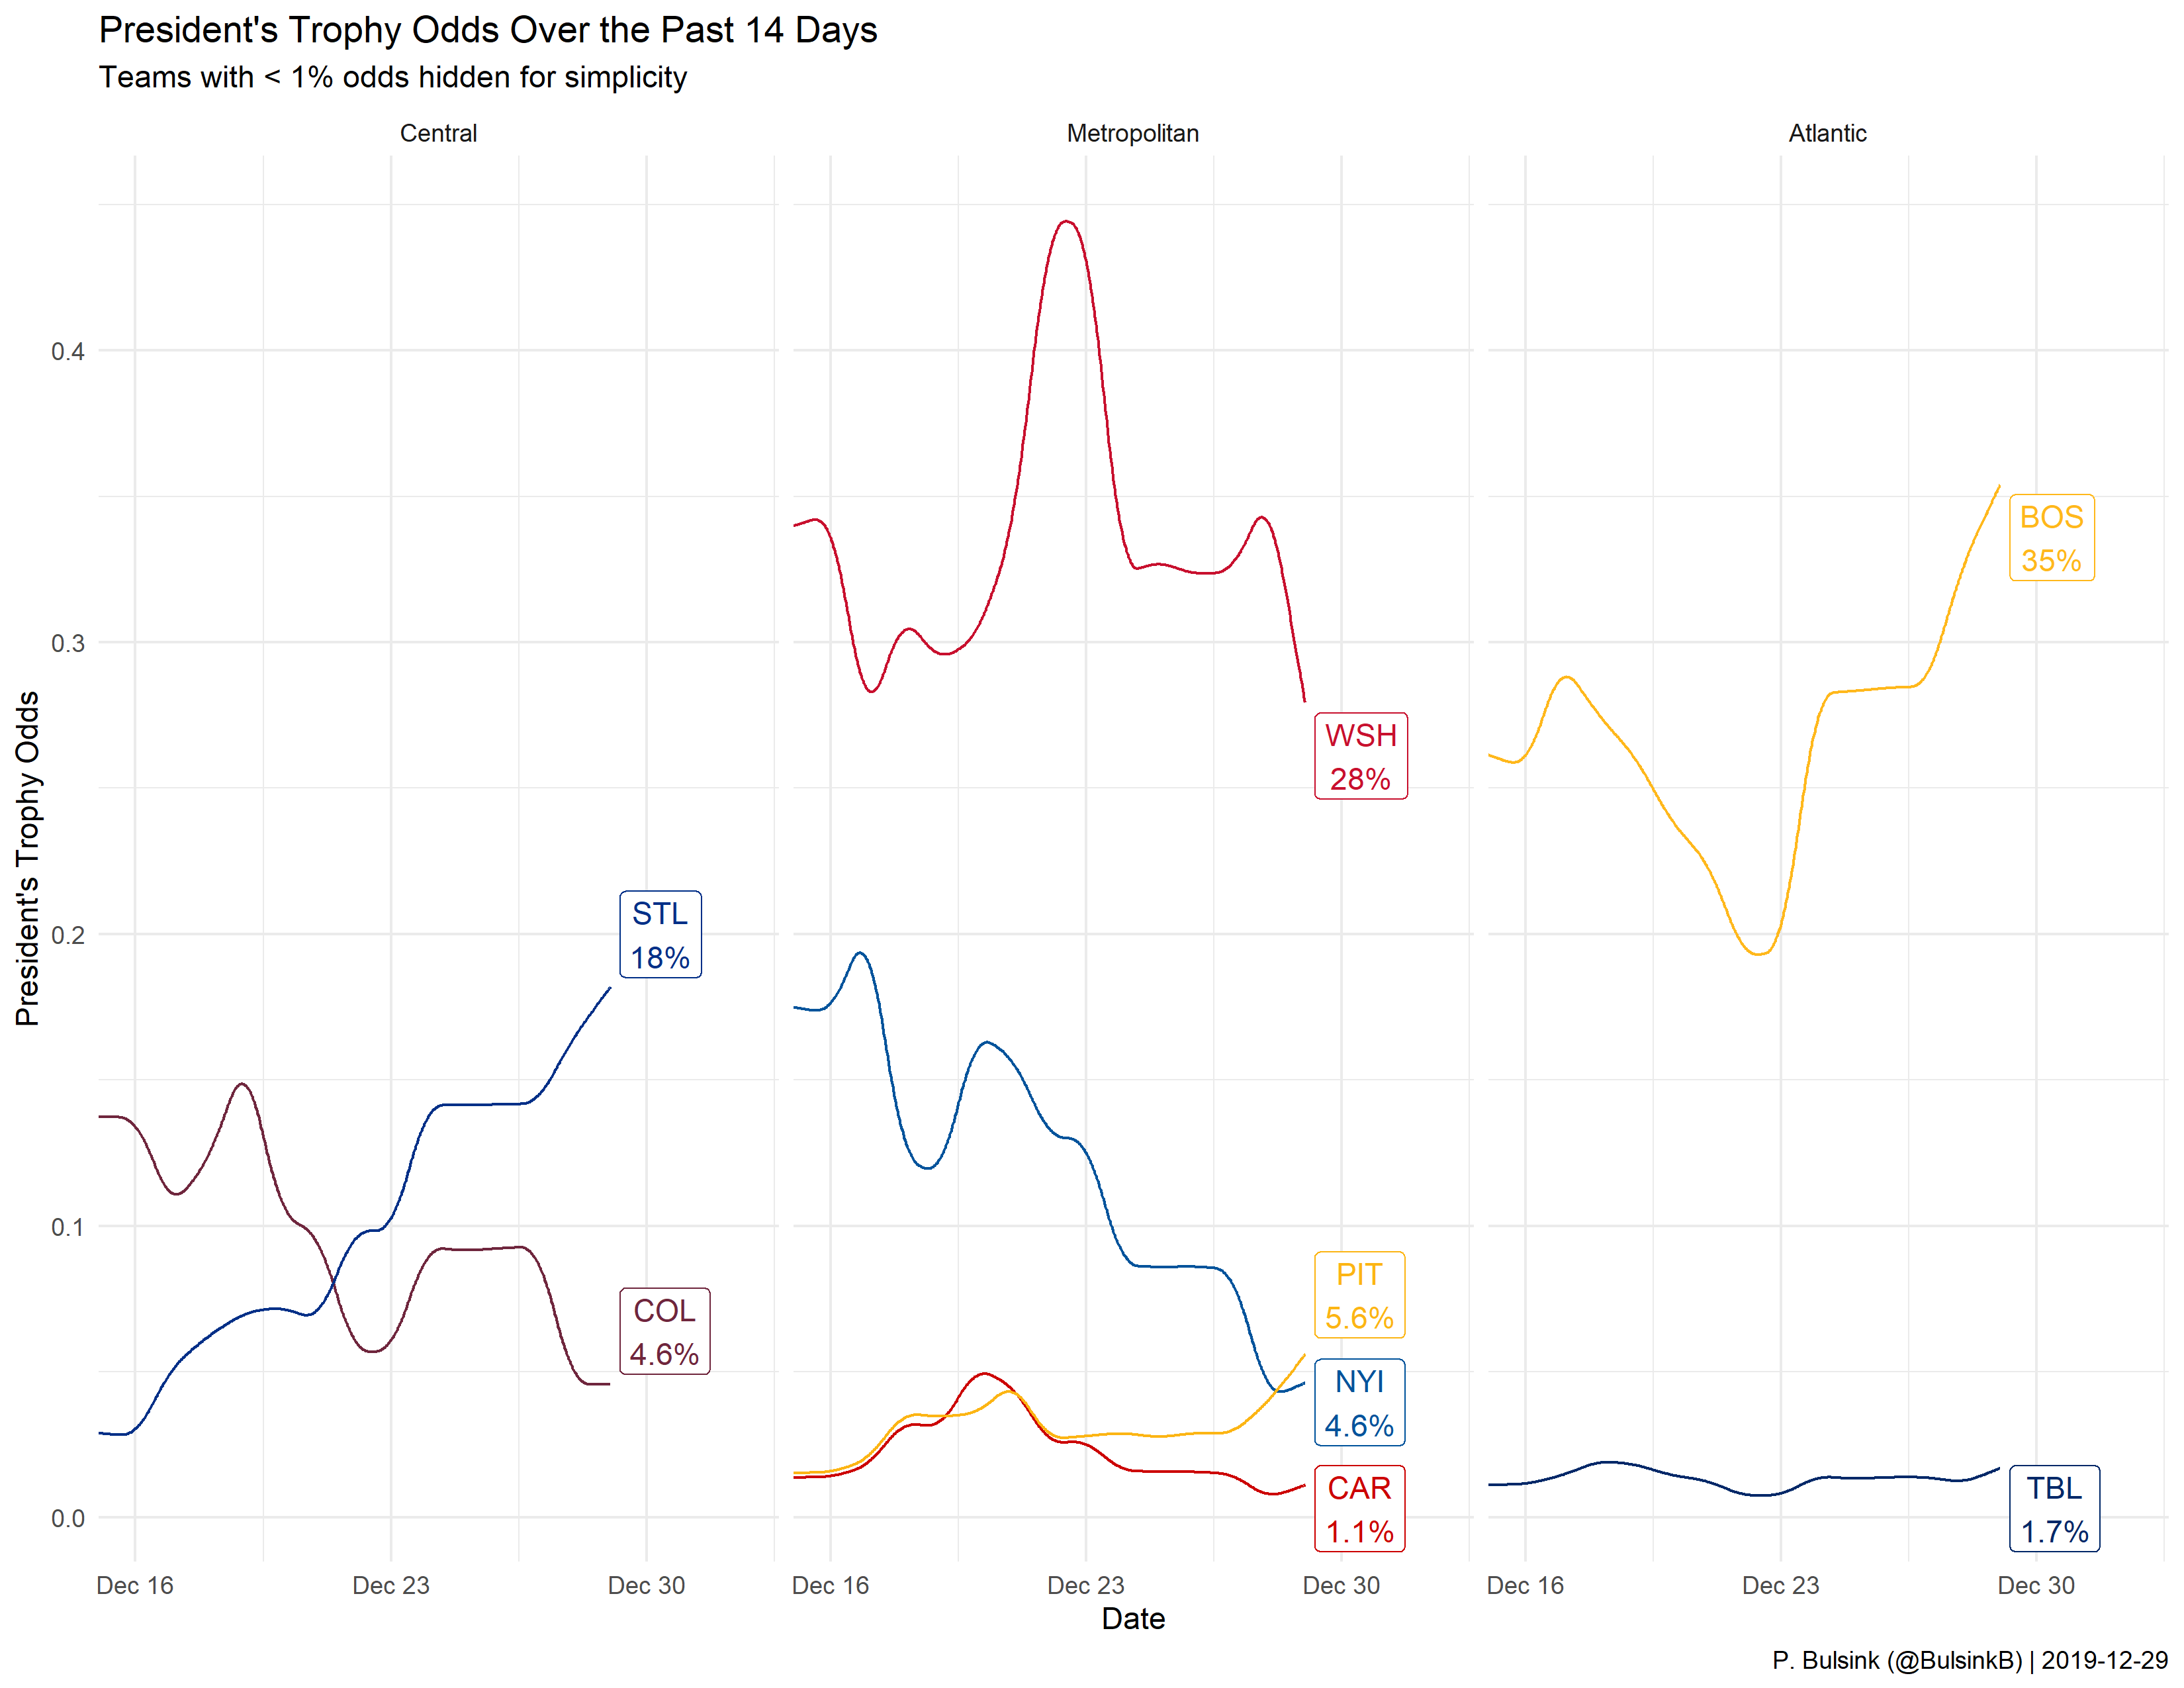 President's Trophy Odds Over the Past 14 Days
Teams with < 1% odds hidden for simplicity
Central
Metropolitan
Atlantic
President's Trophy Odds
0.4
0.3
0.2
0.1
0.0
STL
18%
COL
4.6%
WSH
28%
PIT
5.6%
NYI
4.6%
CAR
1.1%
BOS
35%
TBL
1.7%
Dec 16
Dec 23
Dec 30
Dec 16
Dec 23
Dec 30
Dec 16
Dec 23
Dec 30
Date
P. Bulsink (@BulsinkB) | 2019-12-29